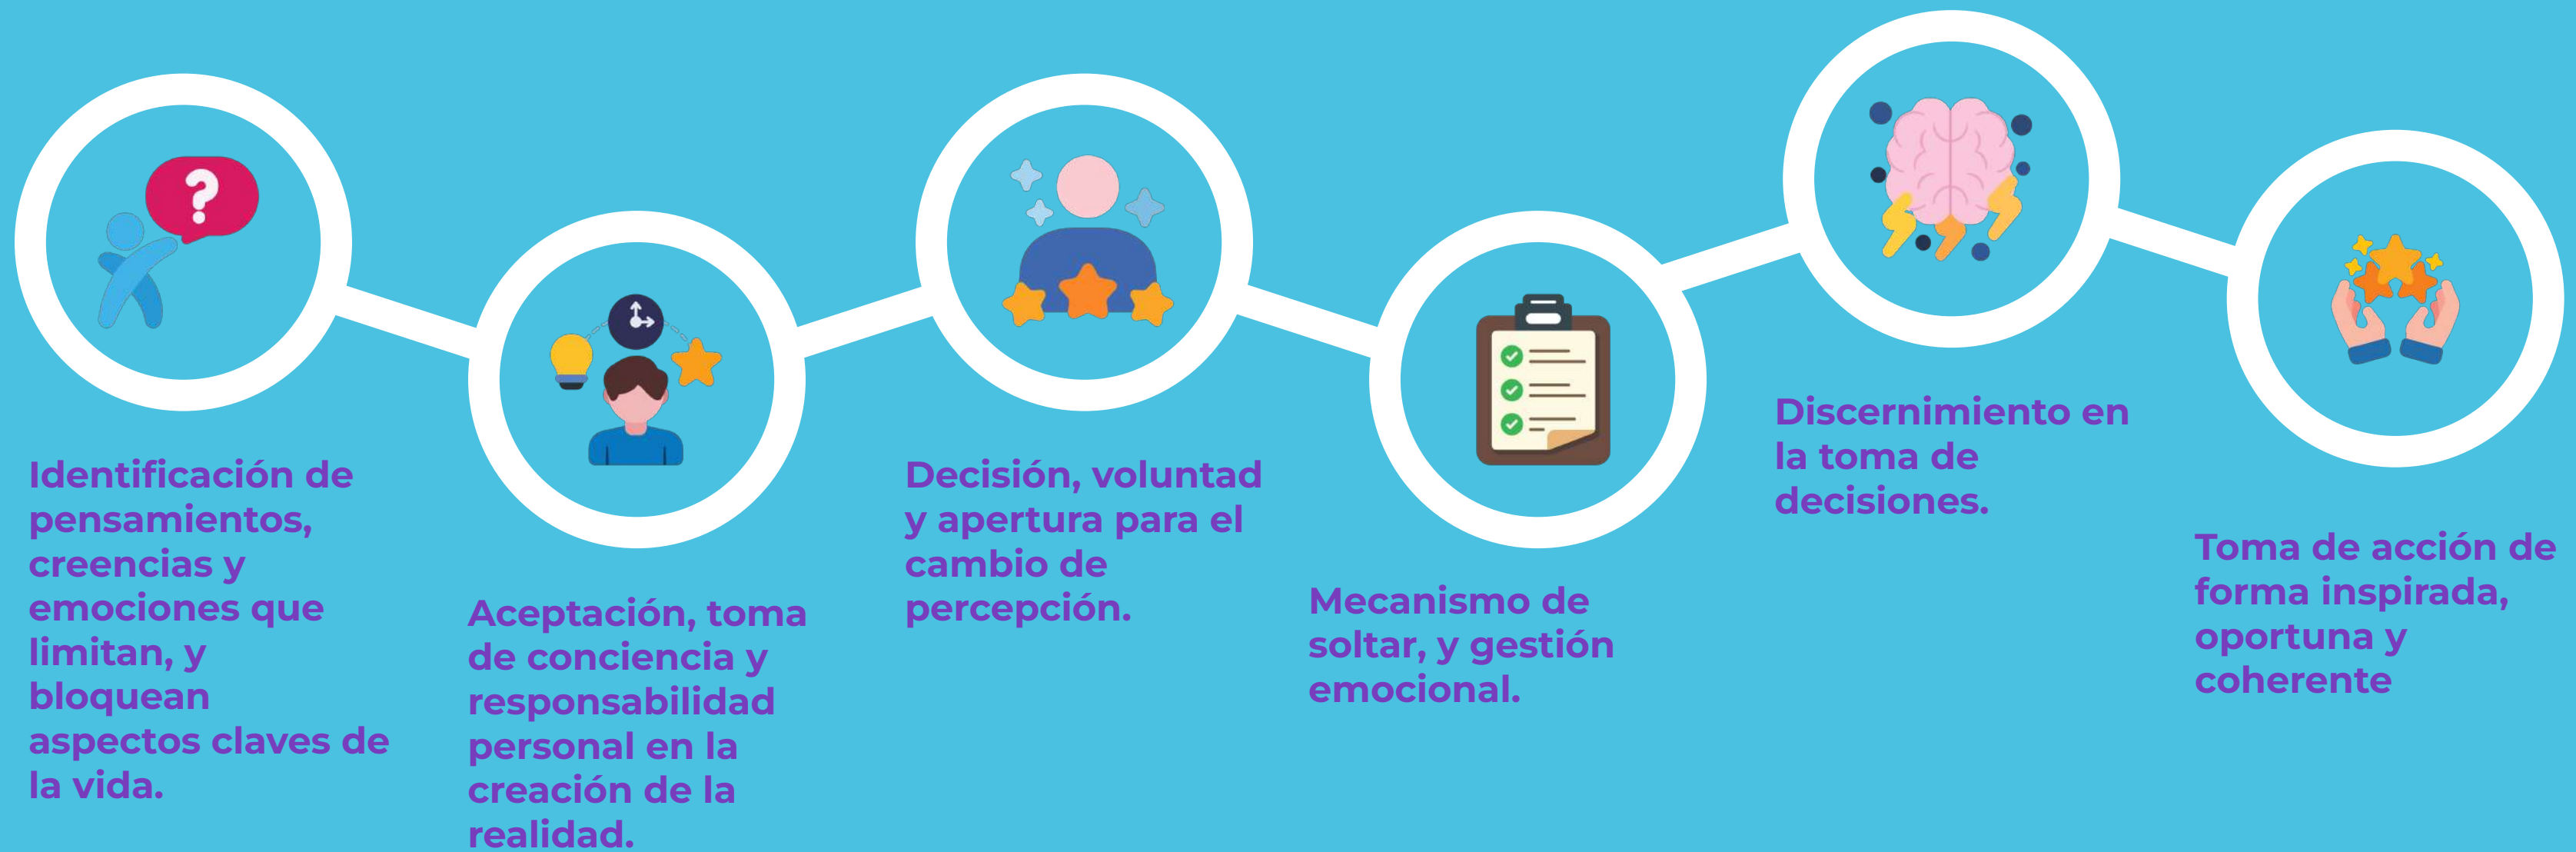 ?
Identificación de
pensamientos,
creencias y
emociones que
limitan, y
bloquean
aspectos claves de
la vida.
Aceptación, toma
de conciencia y
responsabilidad
personal en la
creación de la
realidad.
Decisión, voluntad
y apertura para el
cambio de
percepción.
Mecanismo de
soltar, y gestión
emocional.
Discernimiento en
la toma de
decisiones.
Toma de acción de
forma inspirada,
oportuna y
coherente